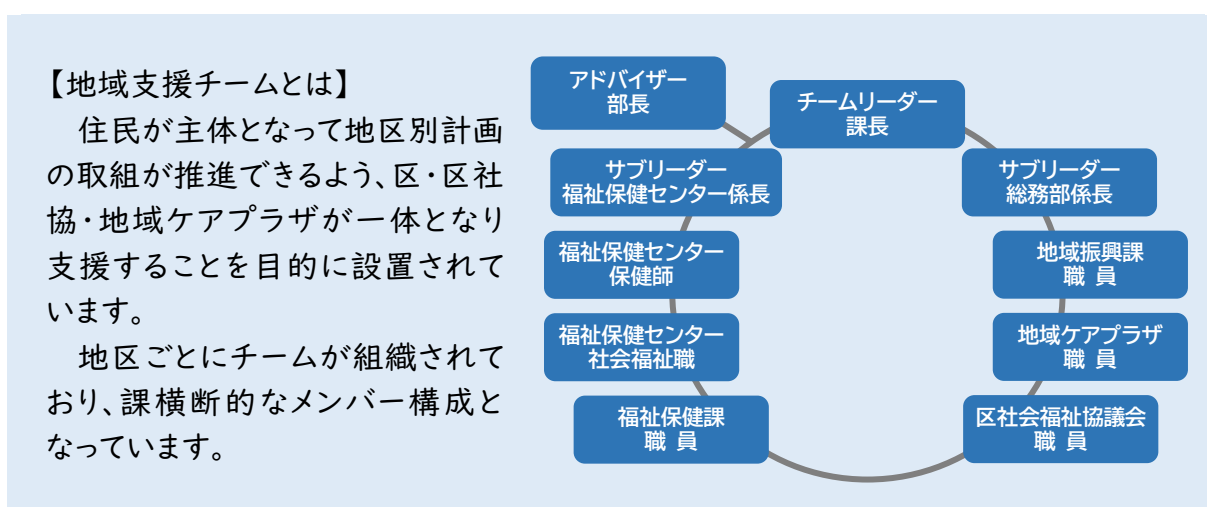 【地域支援チームとは】
　住民が主体となって地区別計画
の取組が推進できるよう、区・区社
協・地域ケアプラザが一体となり
支援することを目的に設置されて
います。
　地区ごとにチームが組織されて
おり、課横断的なメンバー構成と
なっています。
アドバイザー
部長
チームリーダー
課長
サブリーダー
福祉保健センター係長
サブリーダー
総務部係長
福祉保健センター
保健師
地域振興課
職 員
福祉保健センター
社会福祉職
地域ケアプラザ
職 員
福祉保健課
職 員
区社会福祉協議会
職 員